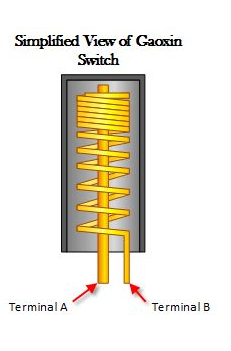 Simplified View of Gaoxin
Switch
Terminal A
Terminal B